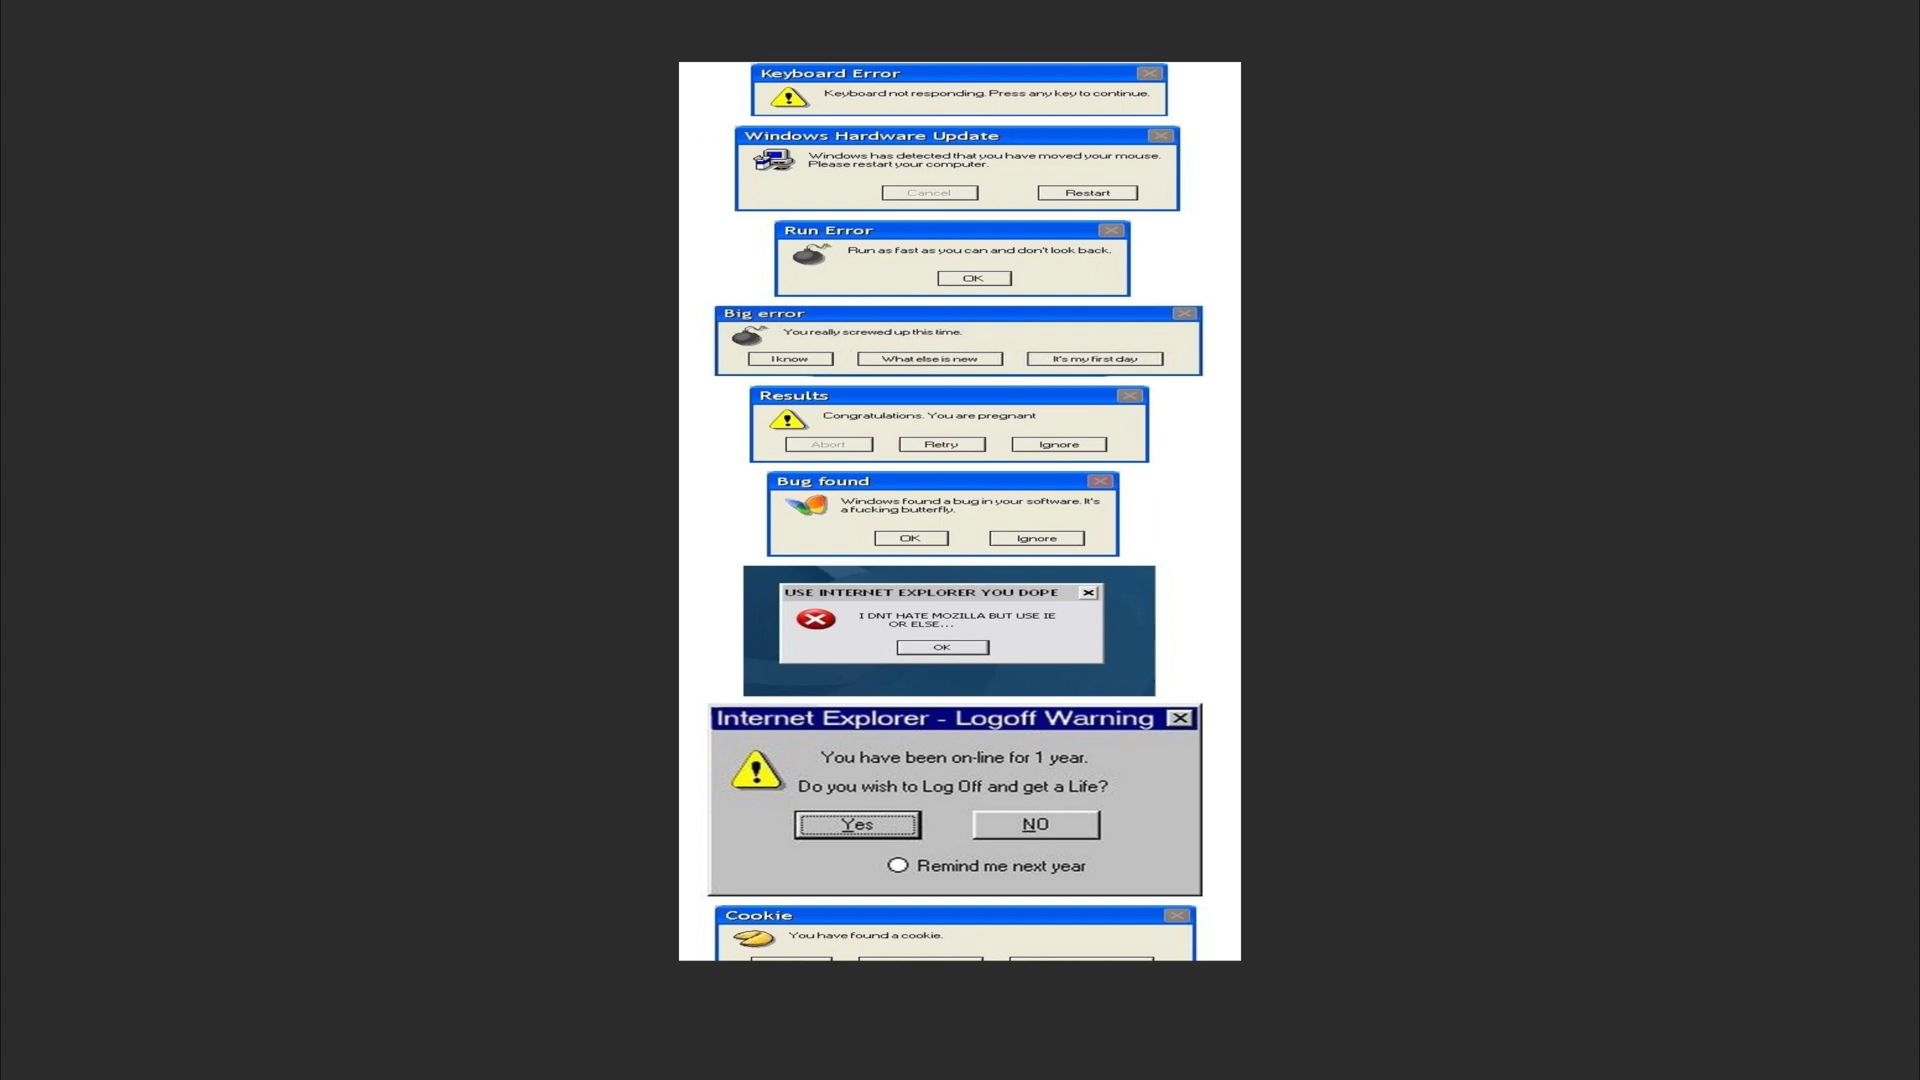 Keyboard Error
Keyboard not responding. Press any key to continue.
Windows Hardware Update
Windows has detected that you have moved your mouse.
Please restart your computer.
Cancel Restart
Run Error
Run as fast as you can and don't look back.
OK
Big error
You really screwed up this time.
I know What else is new It's my first day
Results
Congratulations. You are pregnant
Abort Retry Ignore
Bug found
Windows found a bug in your software. It's
a fucking butterfly.
OK Ignore
USE INTERNET EXPLORER YOU DOPE
I DNT HATE MOZILLA BUT USE IE
OR ELSE...
OK
Internet Explorer - Logoff Warning
You have been on-line for 1 year.
Do you wish to Log Off and get a Life?
Yes NO
Remind me next year
Cookie
You have found a cookie.